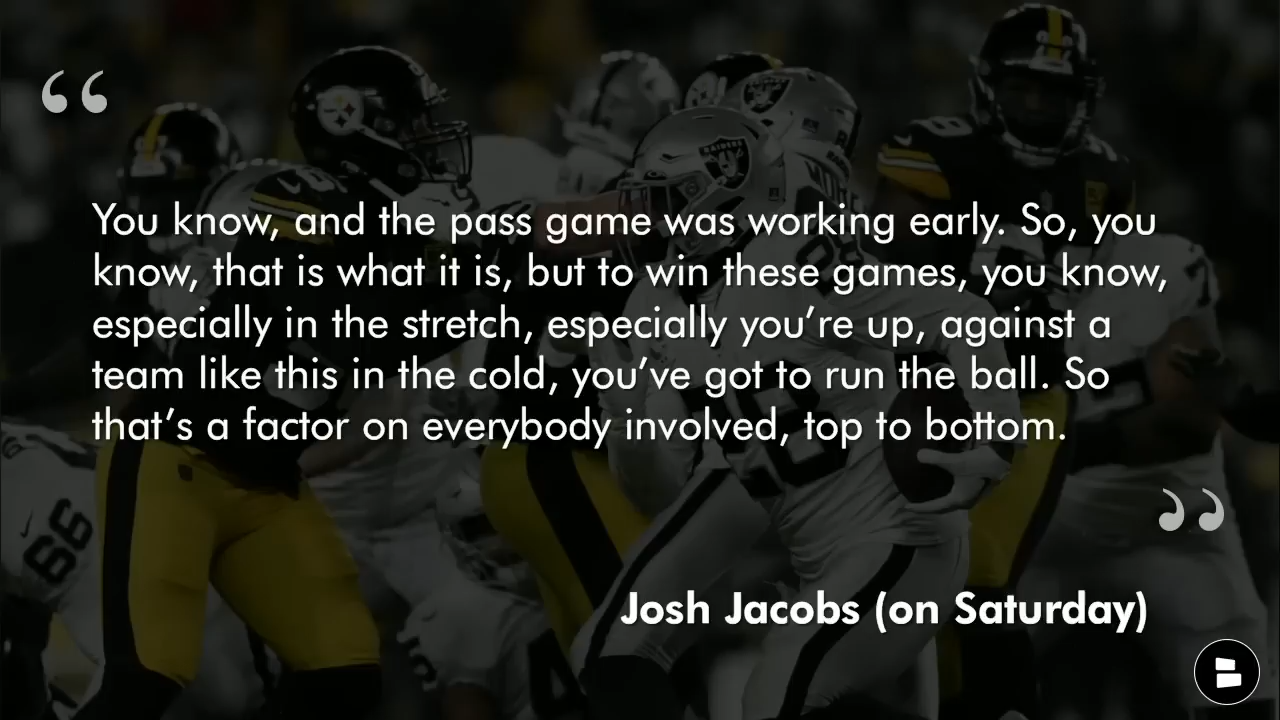 “
You know, and the pass game was working early. So, you
know, that is what it is, but to win these games, you know,
especially in the stretch, especially you’re up, against a
team like this in the cold, you’ve got to run the ball. So
that’s a factor on everybody involved, top to bottom.
”
Josh Jacobs (on Saturday)
RAIDERS
66
28